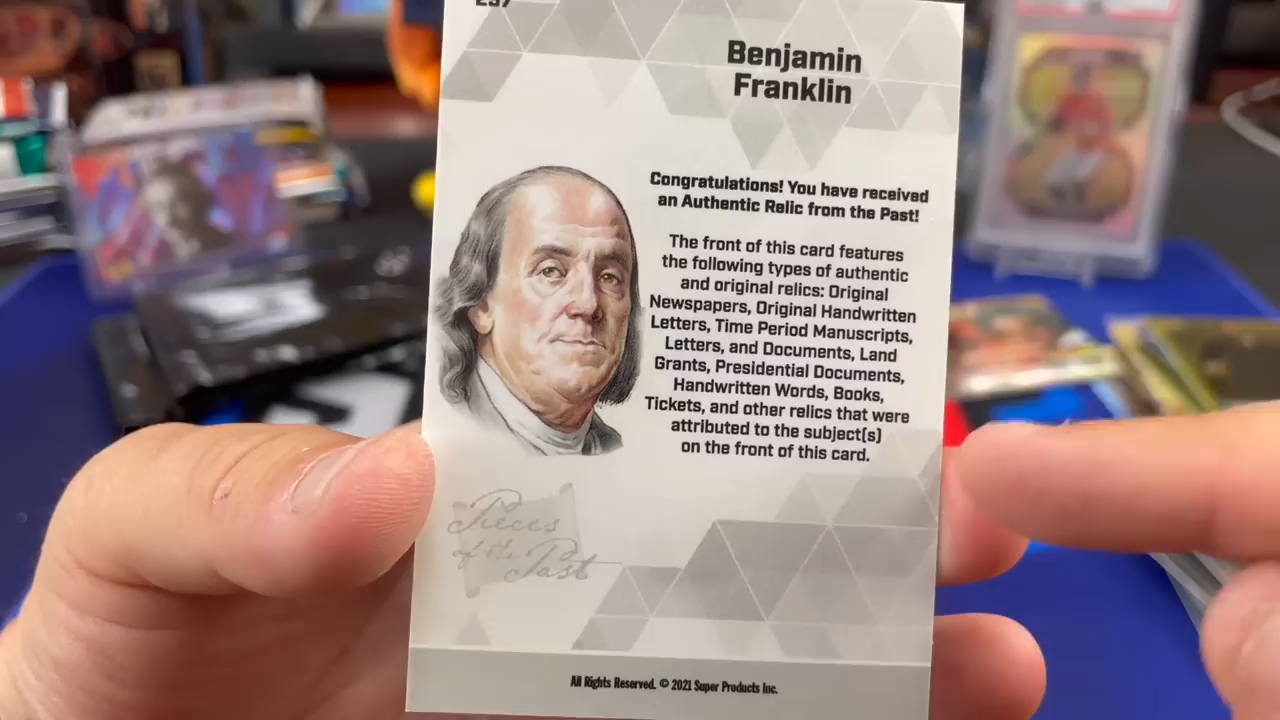 Benjamin
Franklin
Congratulations! You have received
an Authentic Relic from the Past!
The front of this card features
the following types of authentic
and original relics: Original
Newspapers, Original Handwritten
Letters, Time Period Manuscripts,
Letters, and Documents, Land
Grants, Presidential Documents,
Handwritten Words, Books,
Tickets, and other relics that were
attributed to the subject(s)
on the front of this card.
Pieces
of the
Past
All Rights Reserved. © 2021 Super Products Inc.